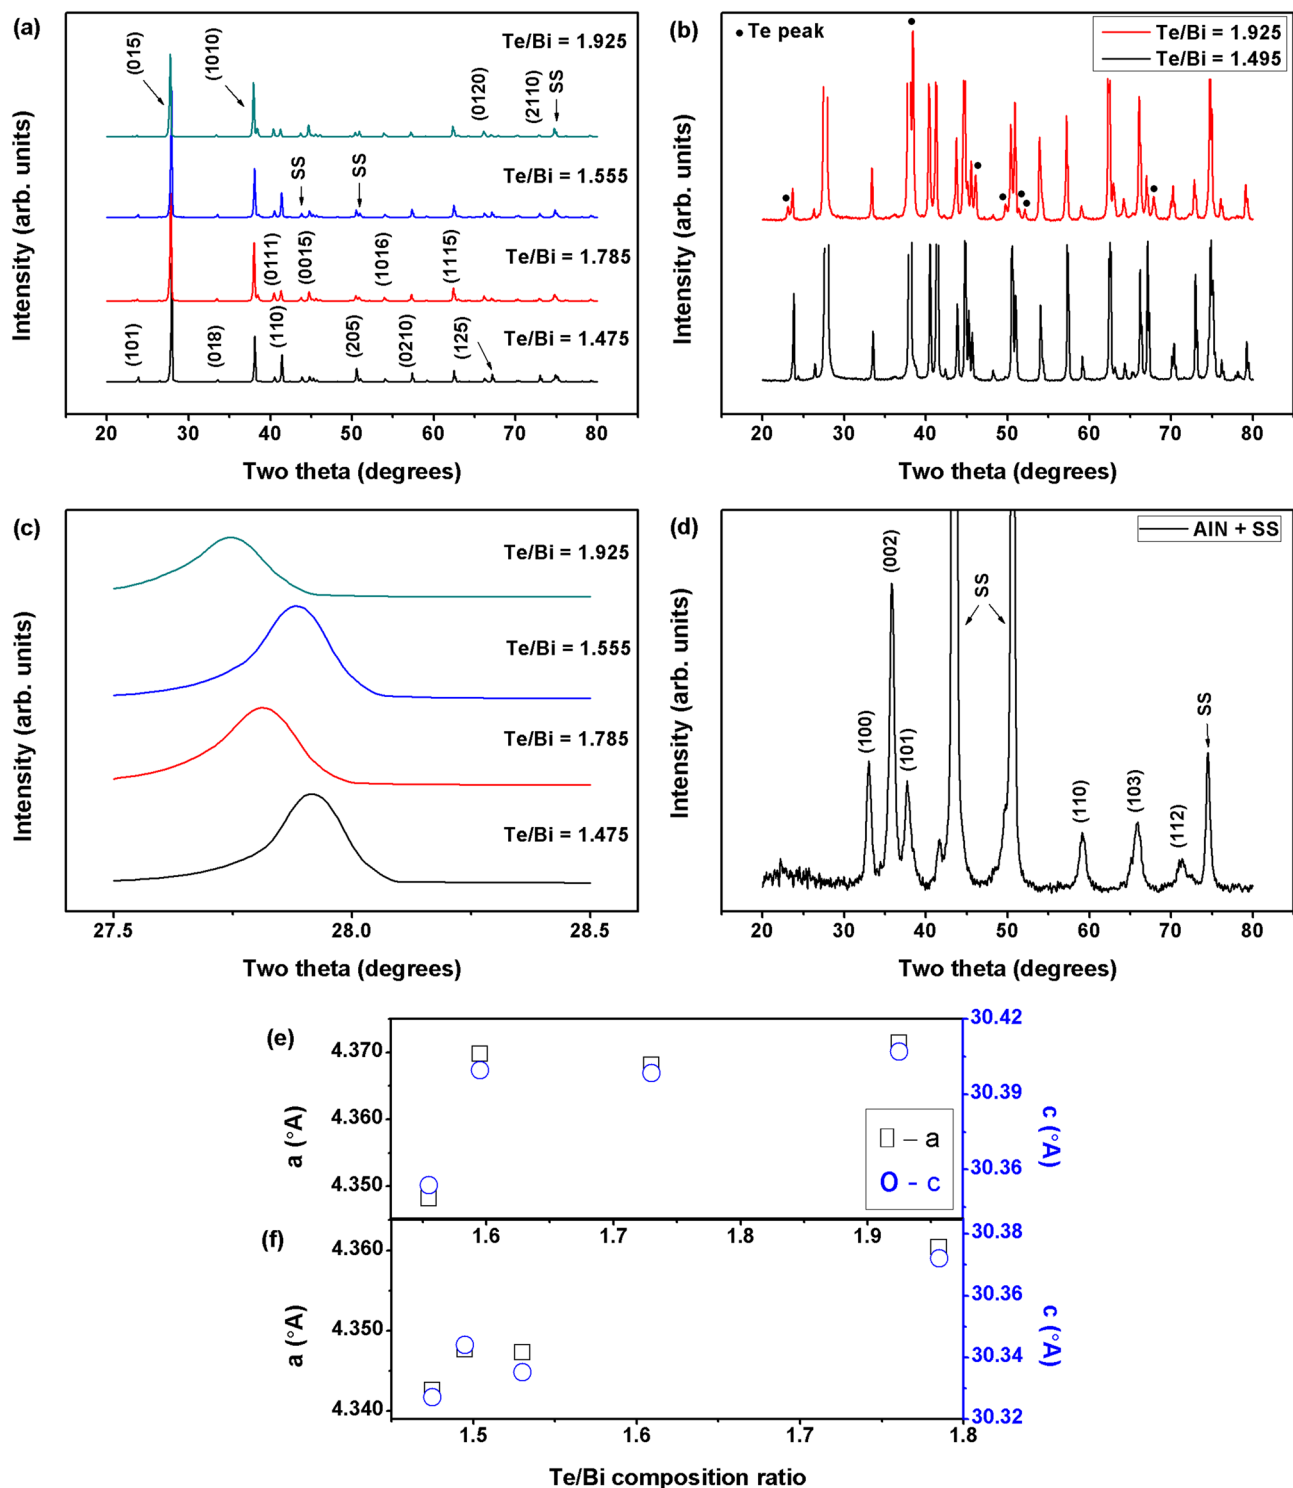 (a)
Te/Bi = 1.925
(015)
(1010)
(0120)
(2110)
SS
Te/Bi = 1.555
SS
SS
Te/Bi = 1.785
(0111)
(0015)
(1016)
(1115)
Te/Bi = 1.475
(101)
(018)
(110)
(205)
(0210)
(125)
20 30 40 50 60 70 80
Two theta (degrees)
Intensity (arb. units)
(b)
• Te peak
Te/Bi = 1.925
Te/Bi = 1.495
20 30 40 50 60 70 80
Two theta (degrees)
Intensity (arb. units)
(c)
Te/Bi = 1.925
Te/Bi = 1.555
Te/Bi = 1.785
Te/Bi = 1.475
27.5 28.0 28.5
Two theta (degrees)
Intensity (arb. units)
(d)
AlN + SS
(100)
(002)
(101)
SS
(110)
(103)
(112)
SS
20 30 40 50 60 70 80
Two theta (degrees)
Intensity (arb. units)
(e)
4.370
4.360
4.350
a (°A)
30.42
30.39
30.36
c (°A)
□ – a
O - c
1.6 1.7 1.8 1.9
(f)
4.360
4.350
4.340
a (°A)
30.38
30.36
30.34
30.32
c (°A)
1.5 1.6 1.7 1.8
Te/Bi composition ratio